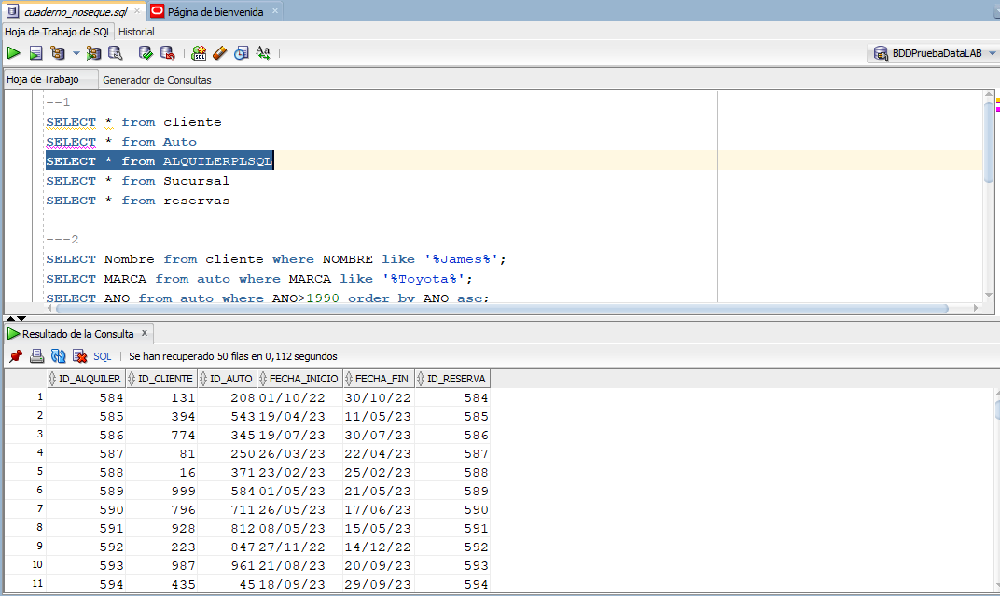 cuaderno_noseque.sql × Página de bienvenida ×
Hoja de Trabajo de SQL Historial
SQL Aa BDDPruebaDataLAB
Hoja de Trabajo Generador de Consultas
--1
SELECT * from cliente
SELECT * from Auto
SELECT * from ALQUILERPLSQL
SELECT * from Sucursal
SELECT * from reservas
---2
SELECT Nombre from cliente where NOMBRE like '%James%';
SELECT MARCA from auto where MARCA like '%Toyota%';
SELECT ANO from auto where ANO>1990 order by ANO asc;
Resultado de la Consulta x
SQL | Se han recuperado 50 filas en 0,112 segundos
ID_ALQUILER ID_CLIENTE ID_AUTO FECHA_INICIO FECHA_FIN ID_RESERVA
1 584 131 208 01/10/22 30/10/22 584
2 585 394 543 19/04/23 11/05/23 585
3 586 774 345 19/07/23 30/07/23 586
4 587 81 250 26/03/23 22/04/23 587
5 588 16 371 23/02/23 25/02/23 588
6 589 999 584 01/05/23 21/05/23 589
7 590 796 711 26/05/23 17/06/23 590
8 591 928 812 08/05/23 15/05/23 591
9 592 223 847 27/11/22 14/12/22 592
10 593 987 961 21/08/23 20/09/23 593
11 594 435 45 18/09/23 29/09/23 594